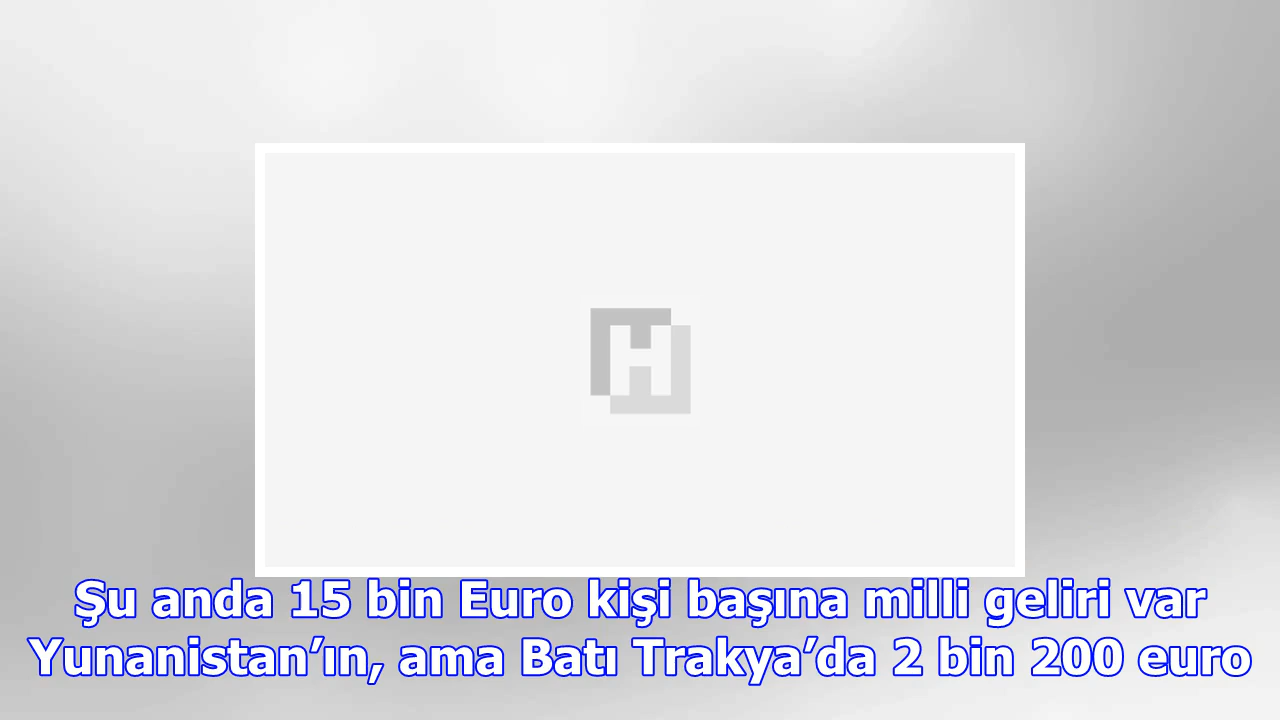 H
Şu anda 15 bin Euro kişi başına milli geliri var
Yunanistan’ın, ama Batı Trakya’da 2 bin 200 euro